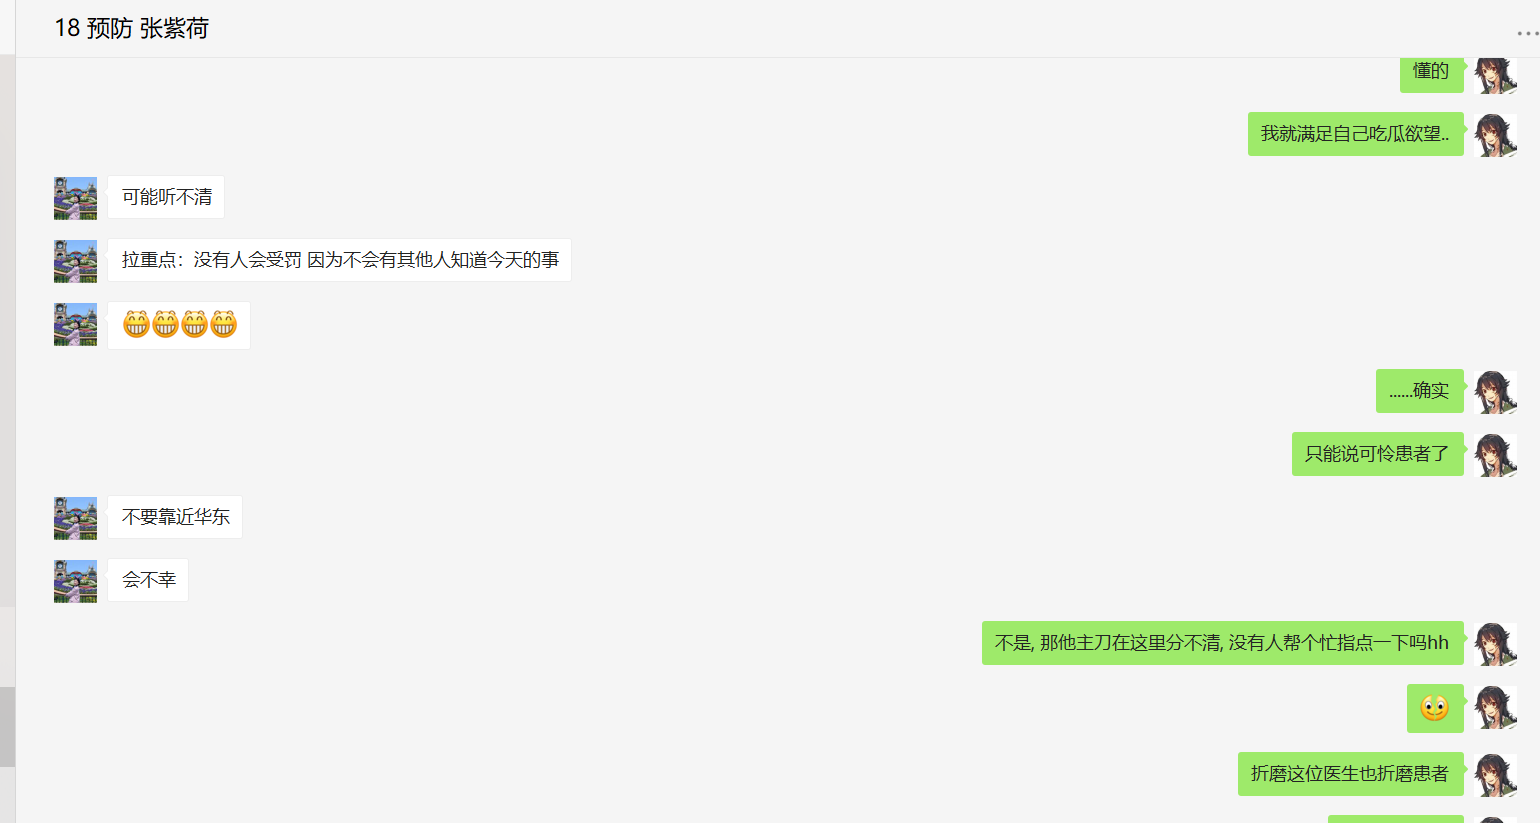 18 预防 张紫荷
懂的
我就满足自己吃瓜欲望..
可能听不清
拉重点：没有人会受罚 因为不会有其他人知道今天的事
😁😁😁😁
......确实
只能说可怜患者了
不要靠近华东
会不幸
不是, 那他主刀在这里分不清, 没有人帮个忙指点一下吗hh
折磨这位医生也折磨患者